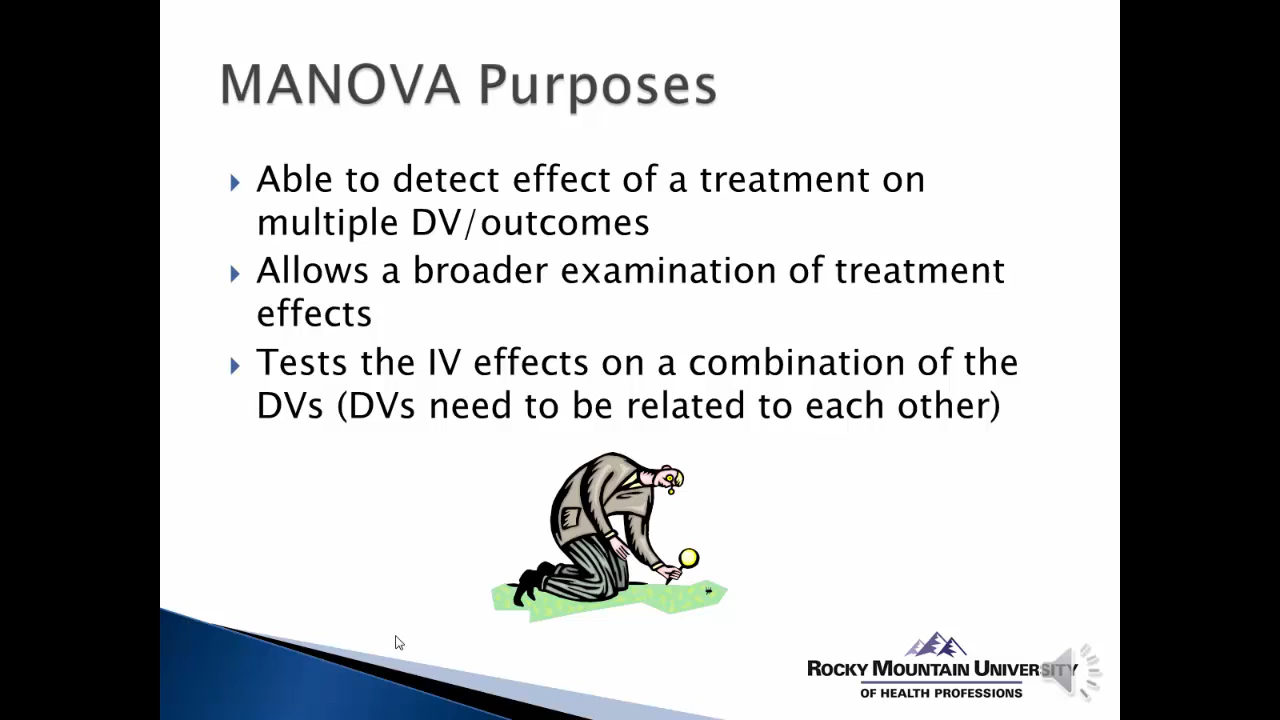 MANOVA Purposes
Able to detect effect of a treatment on
multiple DV/outcomes
Allows a broader examination of treatment
effects
Tests the IV effects on a combination of the
DVs (DVs need to be related to each other)
ROCKY MOUNTAIN UNIVERSITY
OF HEALTH PROFESSIONS